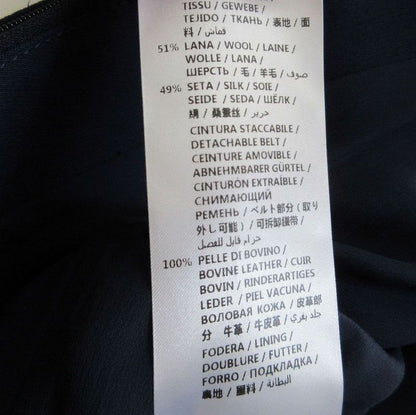 TISSU / GEWEBE /
TEJIDO / ТКАНЬ / 表地 / 面
料 / قماش /
51% LANA / WOOL / LAINE /
WOLLE / LANA /
ШЕРСТЬ / 毛 / 羊毛 / صوف /
49% SETA / SILK / SOIE /
SEIDE / SEDA / ШЁЛК /
絹 / 桑蚕丝 / حرير /
CINTURA STACCABILE /
DETACHABLE BELT /
CEINTURE AMOVIBLE /
ABNEHMBARER GÜRTEL /
CINTURÓN EXTRAÍBLE /
СНИМАЮЩИЙ
РЕМЕНЬ / ベルト部分（取り
外し可能）/ 可拆卸腰带 /
حزام قابل للفصل
100% PELLE DI BOVINO /
BOVINE LEATHER / CUIR
BOVIN / RINDERARTIGES
LEDER / PIEL VACUNA /
ВОЛОВАЯ КОЖА / 皮革部
分 牛革 / 牛皮革 / جلد بقري /
FODERA / LINING /
DOUBLURE / FUTTER /
FORRO / ПОДКЛАДКА /
裏地 / 里料 / البطانة /